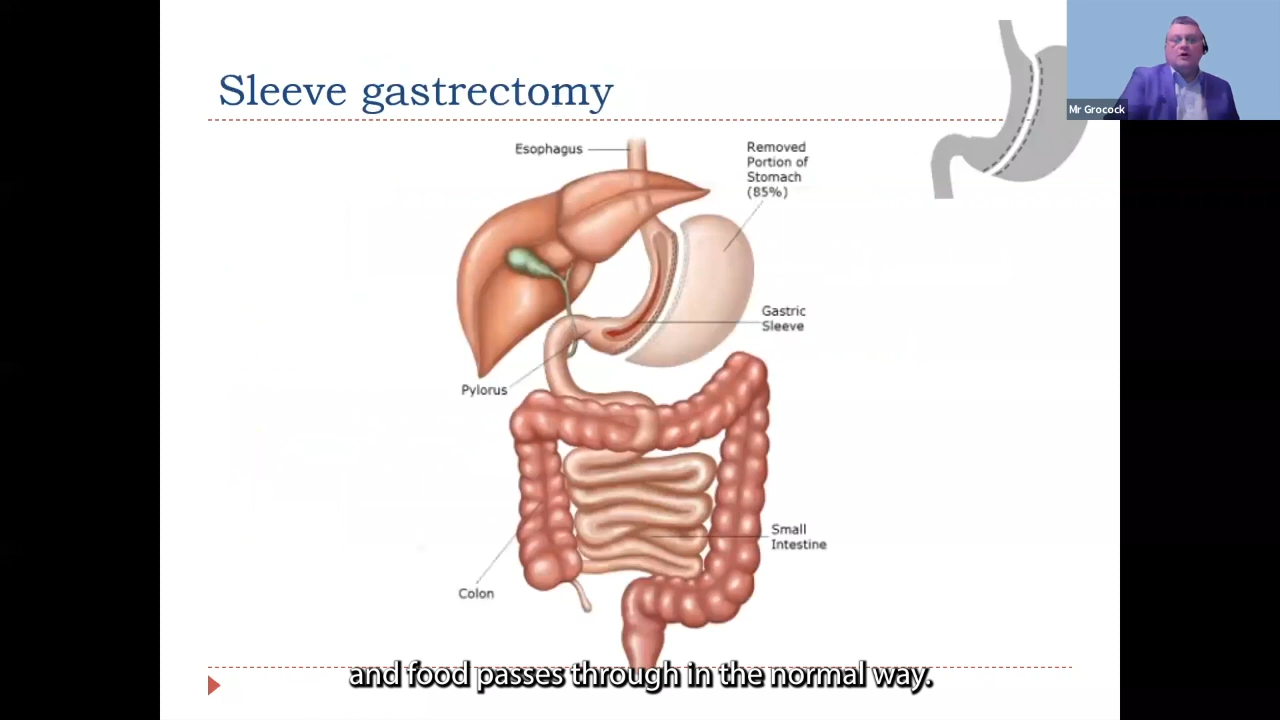 Sleeve gastrectomy
Mr Grocock
Esophagus
Removed
Portion of
Stomach
(85%)
Gastric
Sleeve
Pylorus
Small
Intestine
Colon
and food passes through in the normal way.